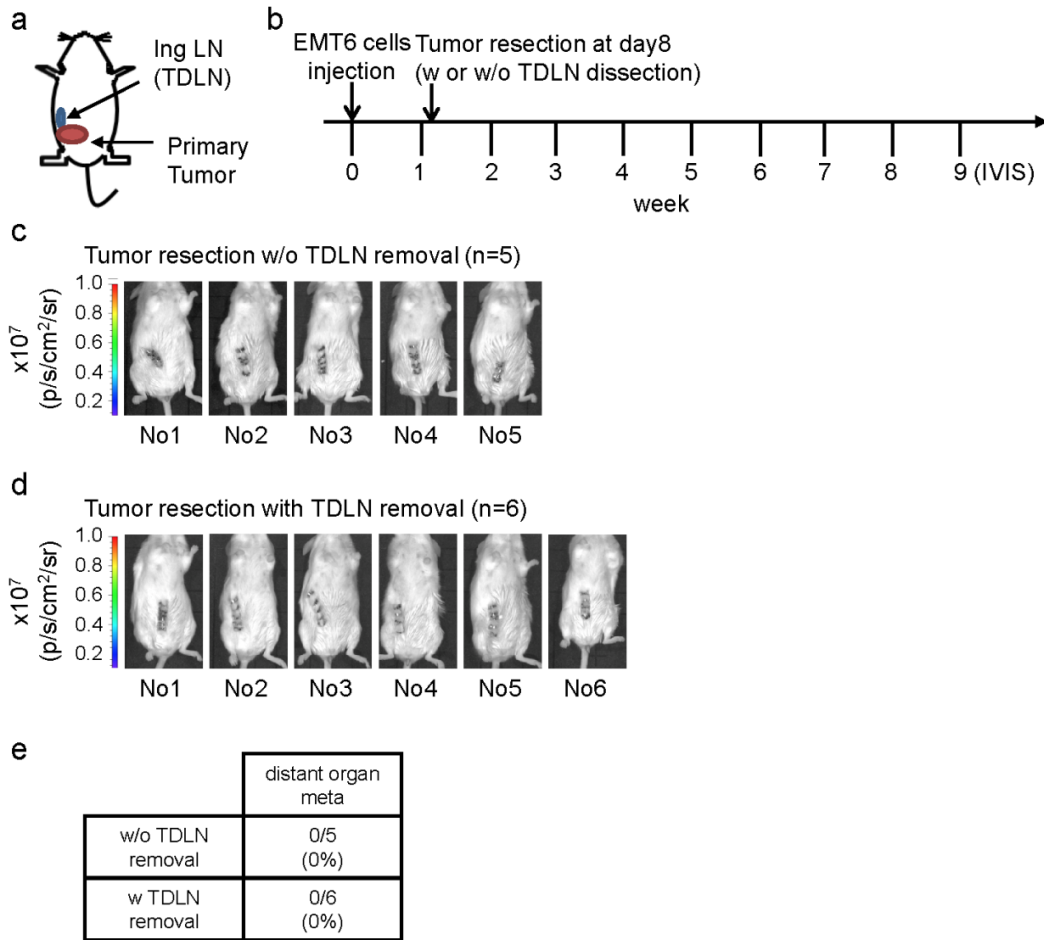 a
Ing LN
(TDLN)
Primary
Tumor
b
EMT6 cells
injection
Tumor resection at day8
(w or w/o TDLN dissection)
0 1 2 3 4 5 6 7 8 9 (IVIS)
week
c
Tumor resection w/o TDLN removal (n=5)
x10⁷
(p/s/cm²/sr)
1.0
0.8
0.6
0.4
0.2
No1 No2 No3 No4 No5
d
Tumor resection with TDLN removal (n=6)
x10⁷
(p/s/cm²/sr)
1.0
0.8
0.6
0.4
0.2
No1 No2 No3 No4 No5 No6
e
distant organ
meta
w/o TDLN
removal
0/5
(0%)
w TDLN
removal
0/6
(0%)